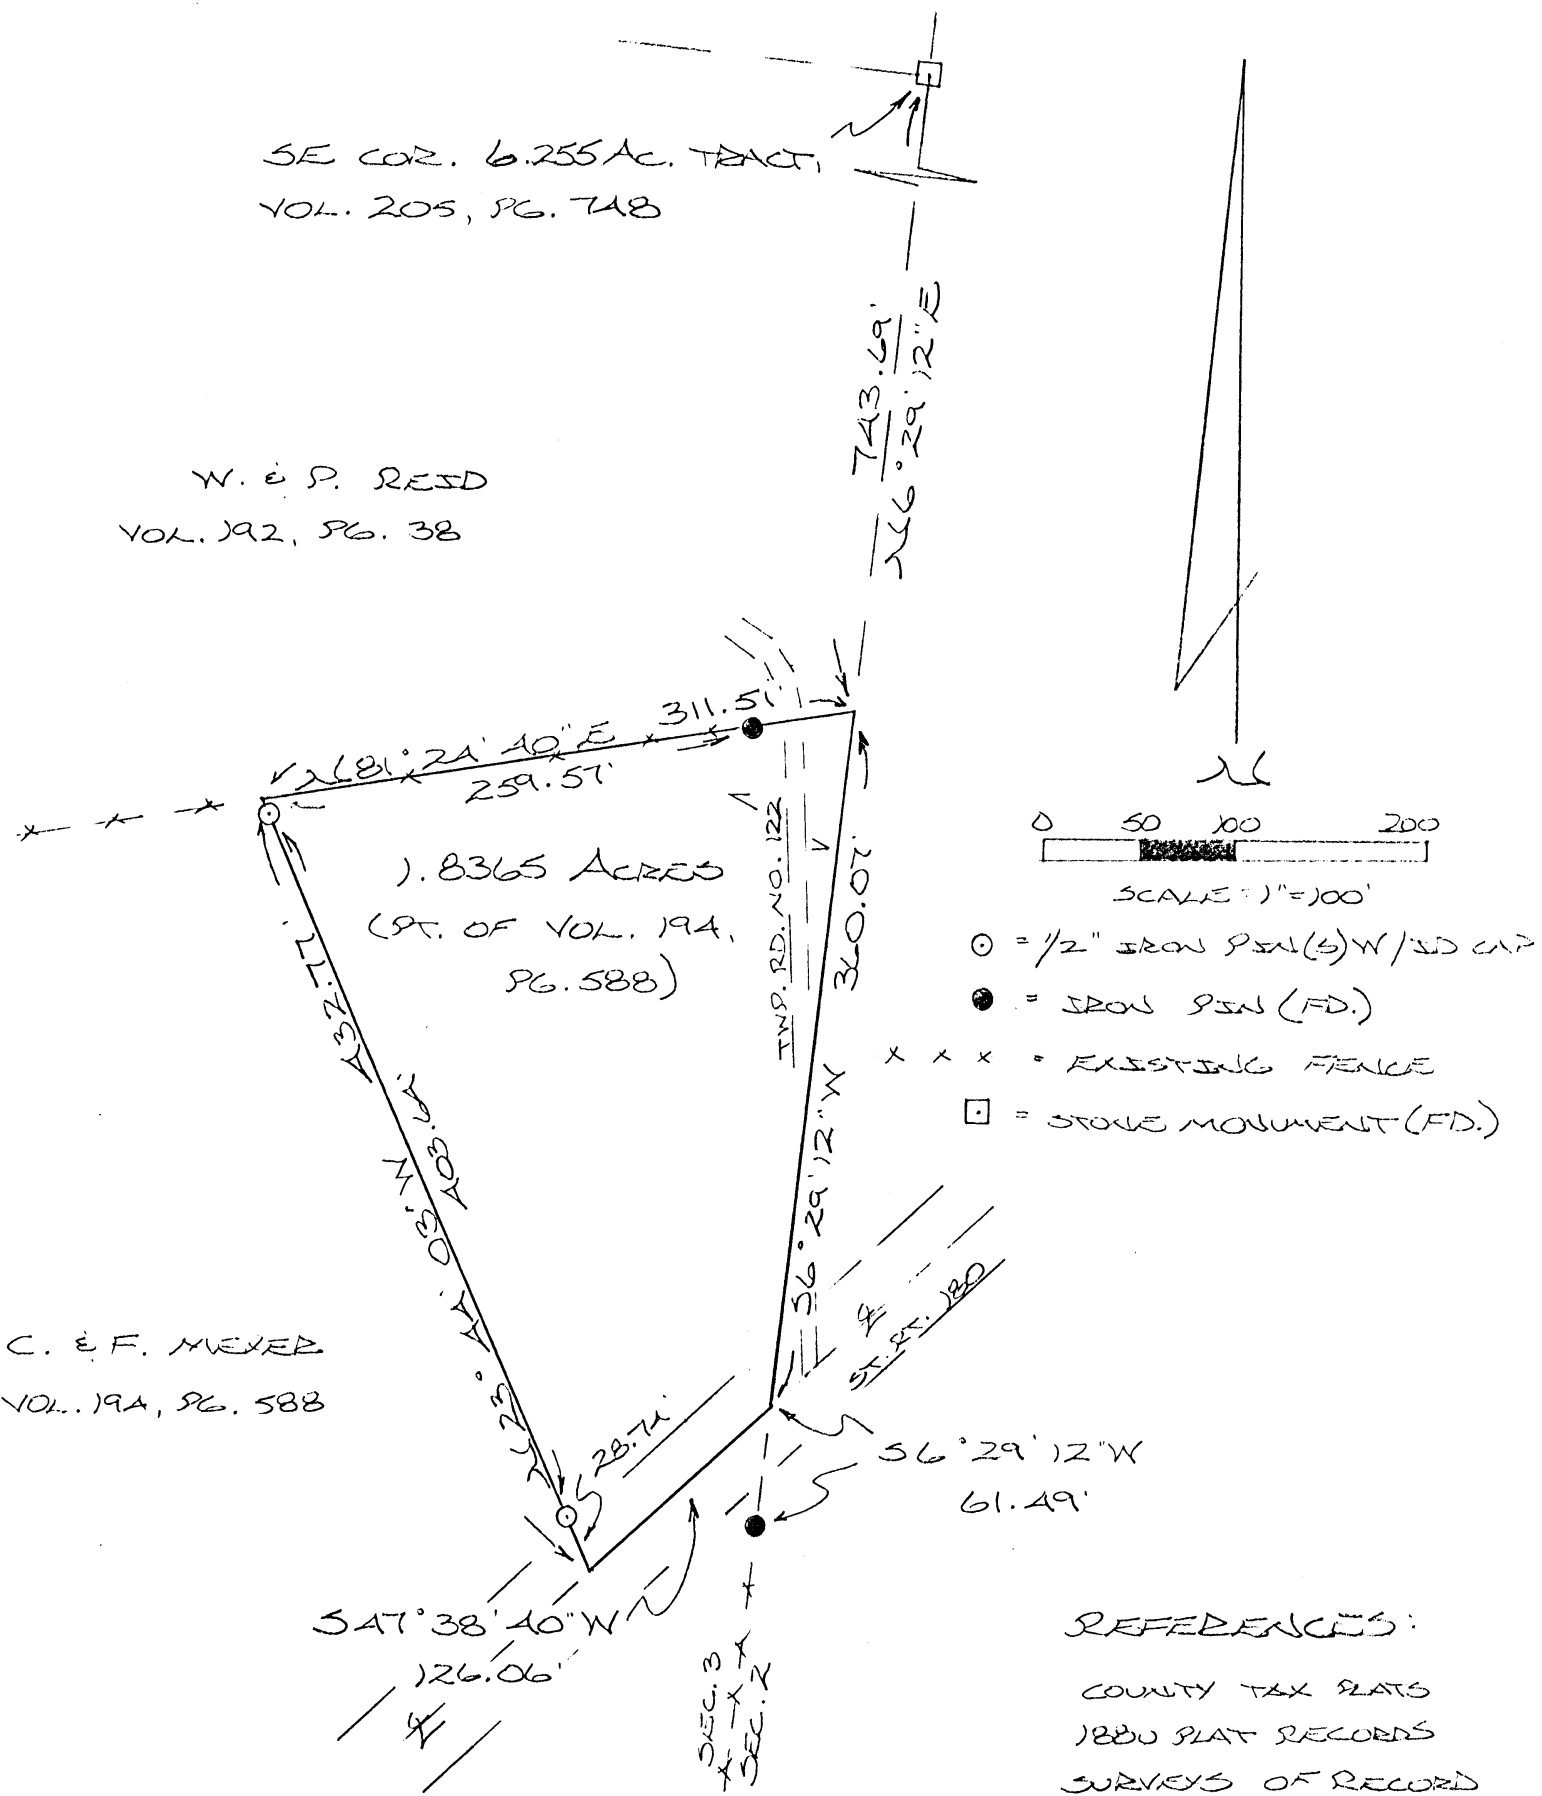 SE COR. 6.255 AC. TRACT,
VOL. 205, PG. 748
743.69'
N6°29'12"E
W. & P. REID
VOL. 192, PG. 38
311.51'
N81°24'40"E
259.57'
1.8365 ACRES
(PT. OF VOL. 194,
PG. 588)
TWP. RD. NO. 122
360.07'
S6°29'12"W
432.77'
403.64'
N23°44'03"W
0 50 100 200
SCALE: 1"=100'
N
= 1/2" IRON PIN(S) W/ID CAP
= IRON PIN (FD.)
x x x = EXISTING FENCE
= STONE MONUMENT (FD.)
C. & F. MEYER
VOL. 194, PG. 588
28.74'
ST. RT. 180
S6°29'12"W
61.49'
S47°38'40"W
126.06'
SEC. 3
SEC. 2
REFERENCES:
COUNTY TAX PLATS
1880 PLAT RECORDS
SURVEYS OF RECORD